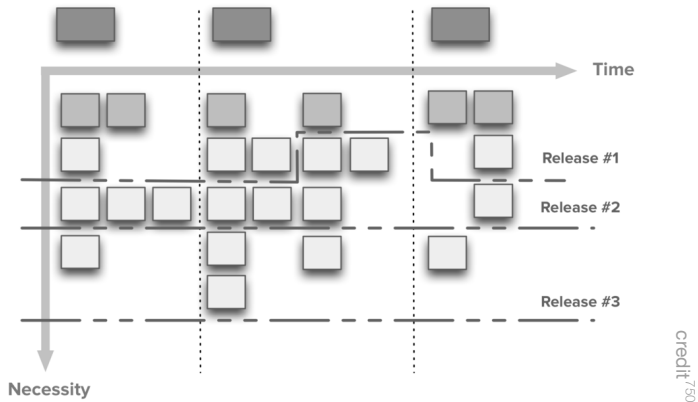 Time
Release #1
Release #2
Release #3
Necessity
credit750